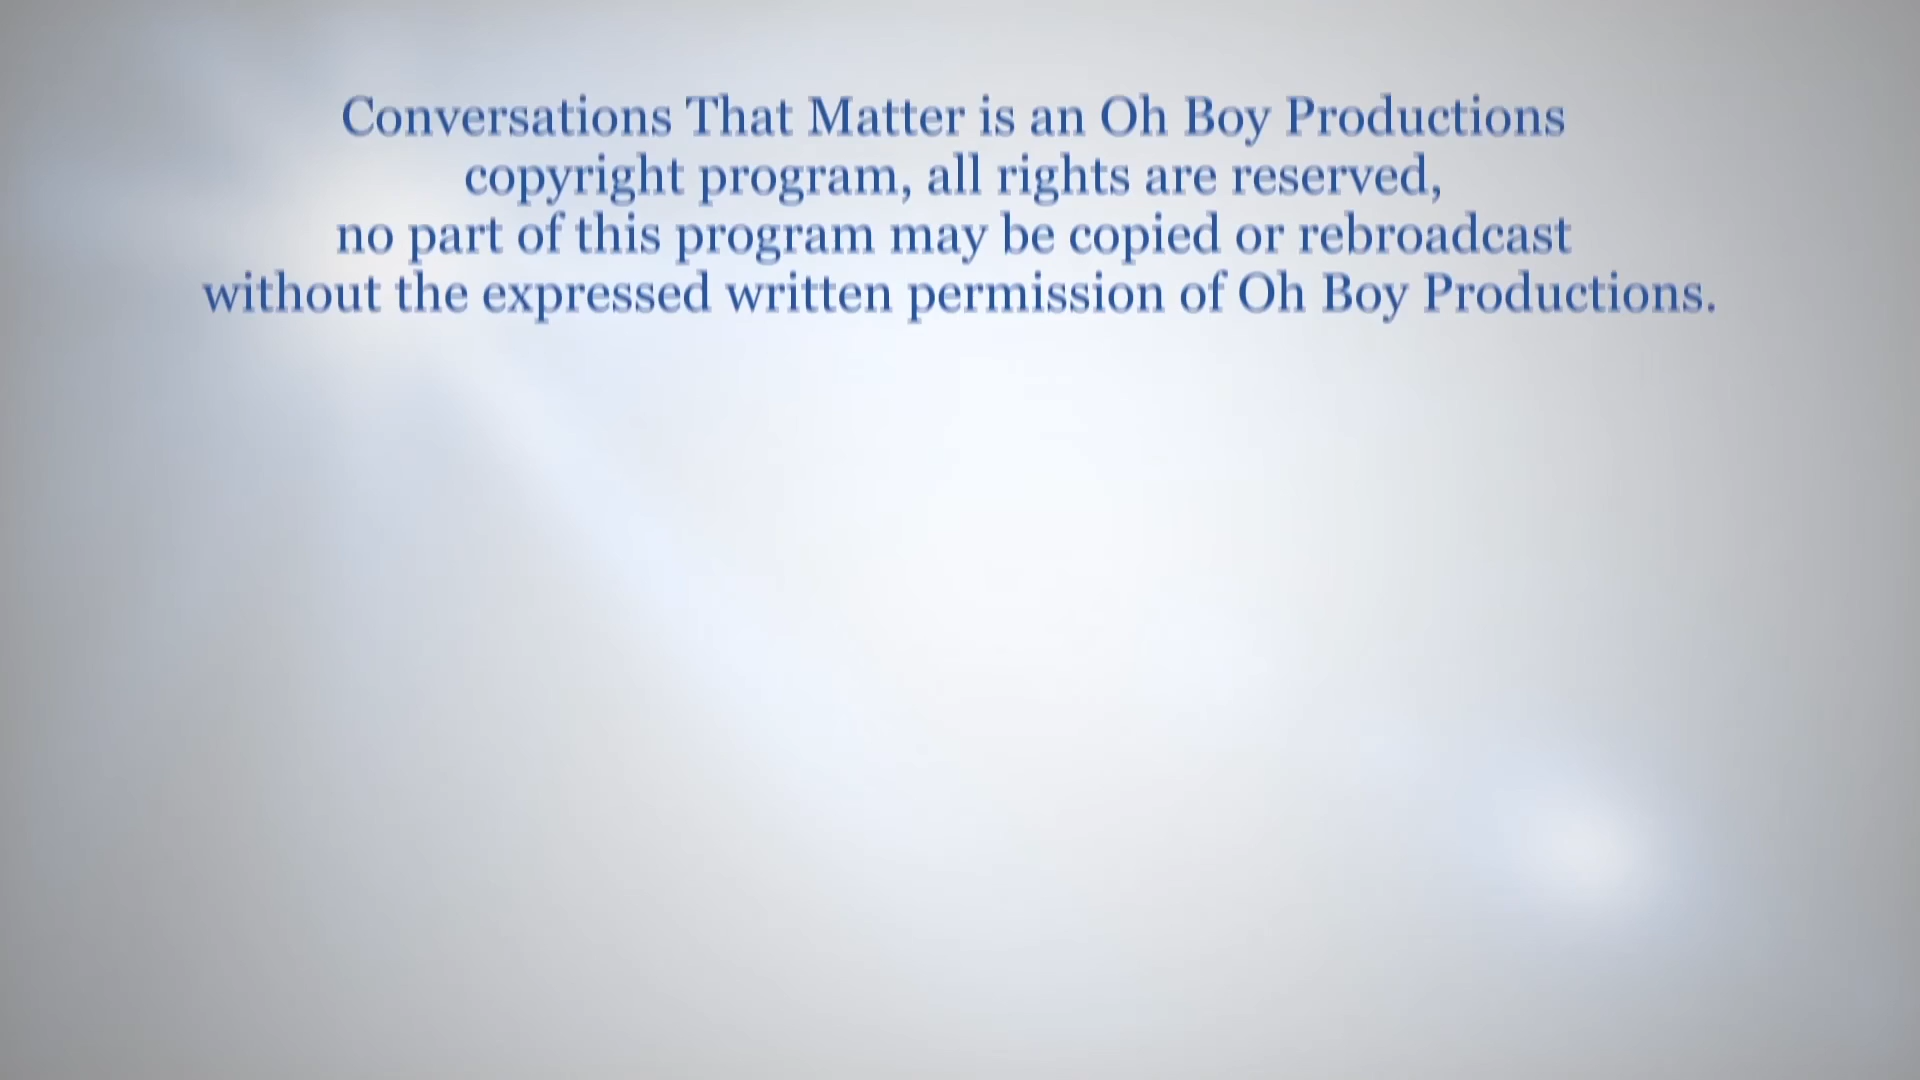 Conversations That Matter is an Oh Boy Productions
copyright program, all rights are reserved,
no part of this program may be copied or rebroadcast
without the expressed written permission of Oh Boy Productions.